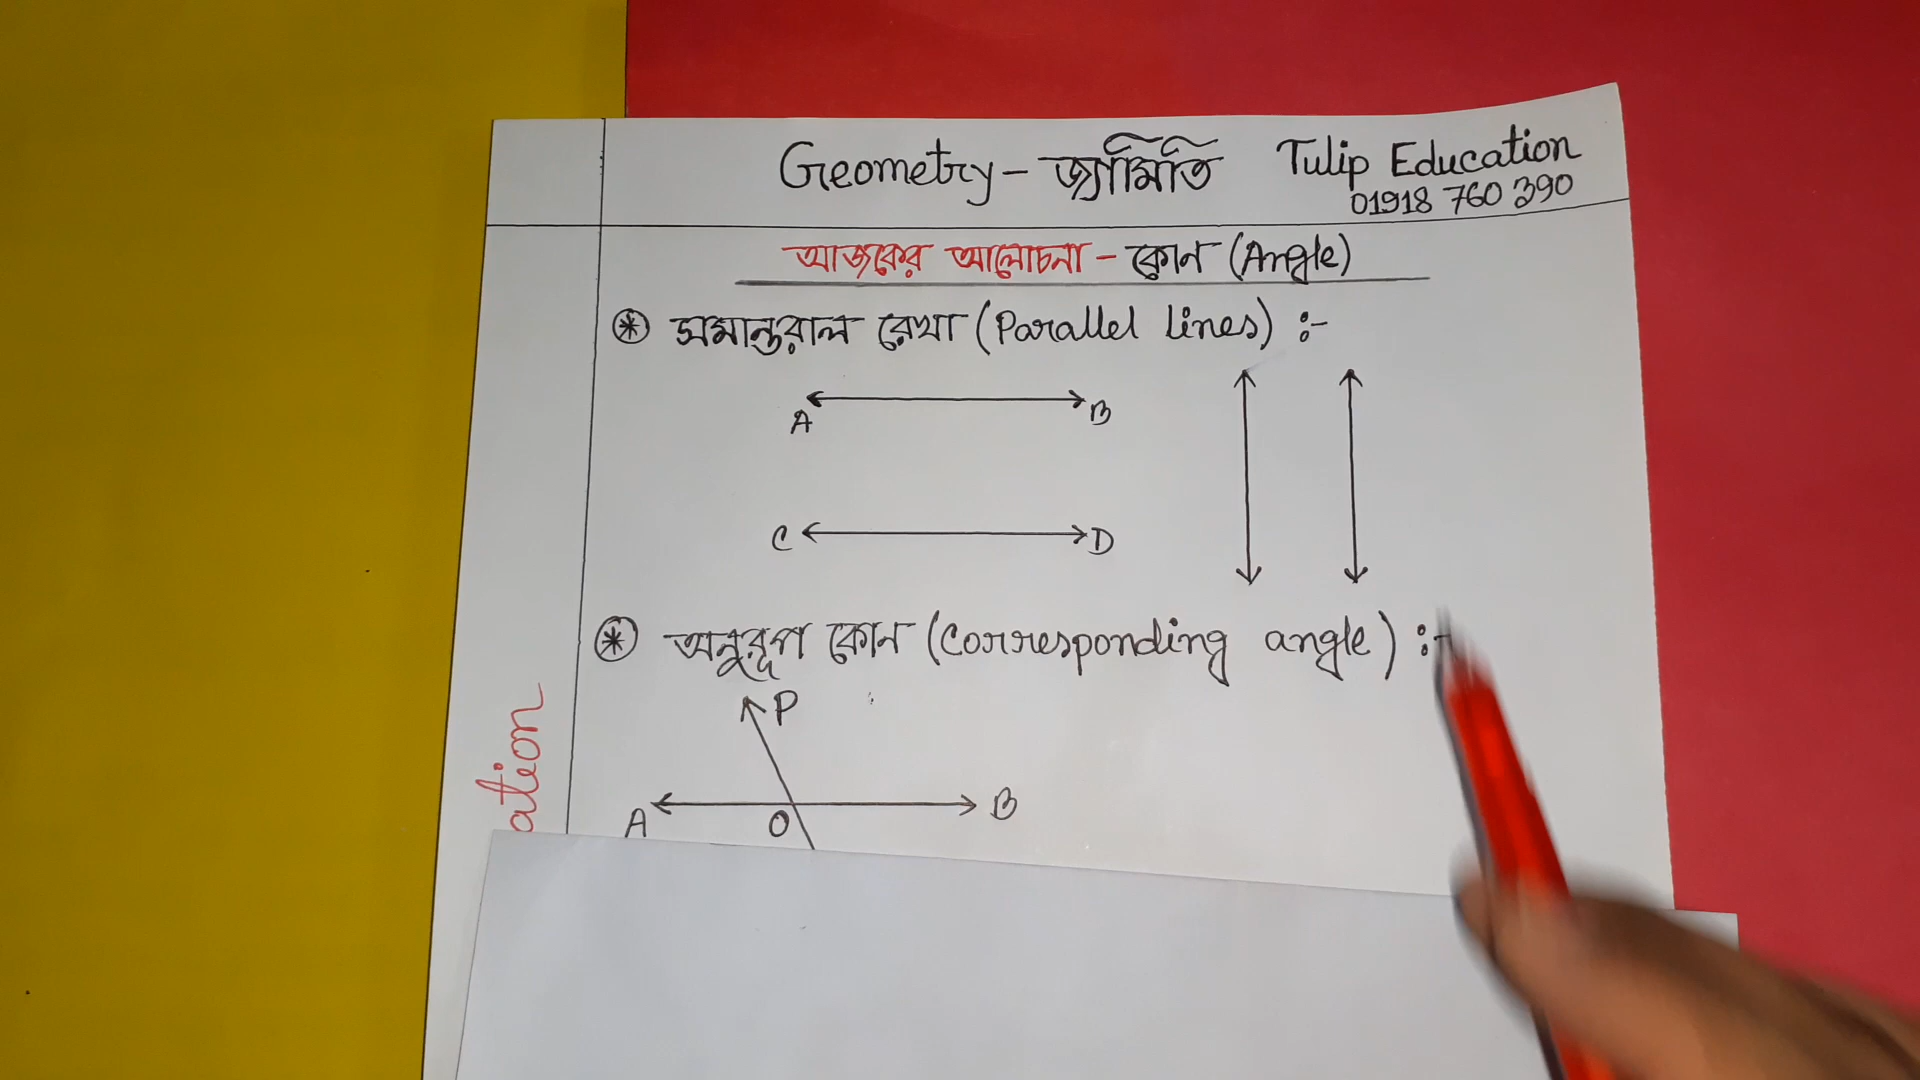 Geometry - জ্যামিতি
Tulip Education
01918 760 390
আজকের আলোচনা - কোন (Angle)
সমান্তরাল রেখা (Parallel lines) :-
A B
C D
অনুরূপ কোন (Corresponding angle) :-
P
A O B
ation